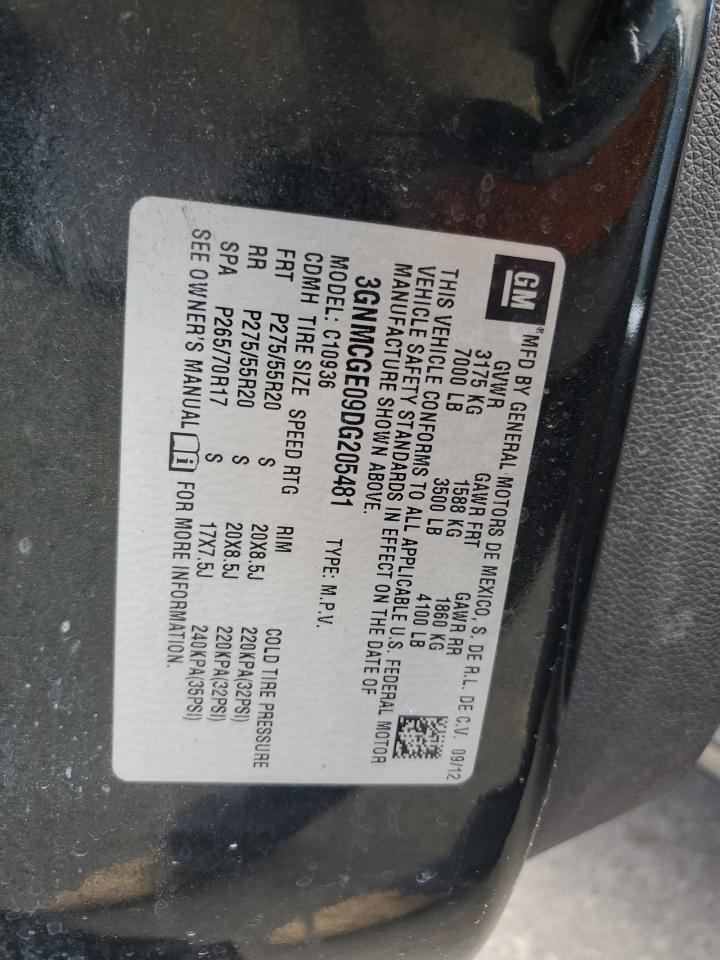 GM® MFD BY GENERAL MOTORS DE MEXICO, S. DE R.L. DE C.V. 09/12
GVWR GAWR FRT GAWR RR
3175 KG 1588 KG 1860 KG
7000 LB 3500 LB 4100 LB
THIS VEHICLE CONFORMS TO ALL APPLICABLE U.S. FEDERAL MOTOR
VEHICLE SAFETY STANDARDS IN EFFECT ON THE DATE OF
MANUFACTURE SHOWN ABOVE.
3GNMCGE09DG205481 TYPE: M.P.V.
MODEL: C10936
CDMH TIRE SIZE SPEED RTG RIM COLD TIRE PRESSURE
FRT P275/55R20 S 20X8.5J 220KPA(32PSI)
RR P275/55R20 S 20X8.5J 220KPA(32PSI)
SPA P265/70R17 S 17X7.5J 240KPA(35PSI)
SEE OWNER'S MANUAL i FOR MORE INFORMATION.